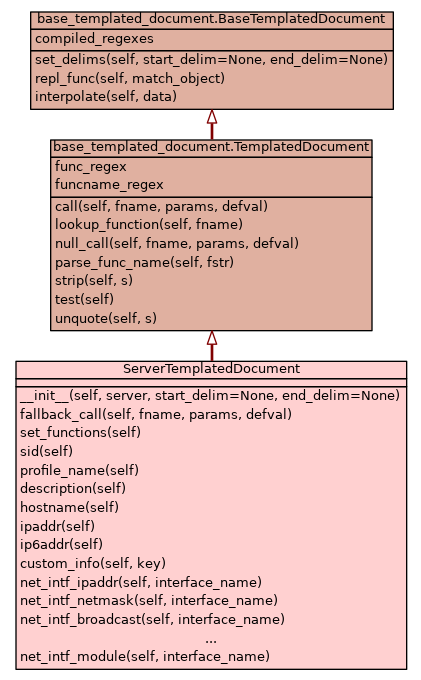 base_templated_document.BaseTemplatedDocument
compiled_regexes
set_delims(self, start_delim=None, end_delim=None)
repl_func(self, match_object)
interpolate(self, data)
base_templated_document.TemplatedDocument
func_regex
funcname_regex
call(self, fname, params, defval)
lookup_function(self, fname)
null_call(self, fname, params, defval)
parse_func_name(self, fstr)
strip(self, s)
test(self)
unquote(self, s)
ServerTemplatedDocument
__init__(self, server, start_delim=None, end_delim=None)
fallback_call(self, fname, params, defval)
set_functions(self)
sid(self)
profile_name(self)
description(self)
hostname(self)
ipaddr(self)
ip6addr(self)
custom_info(self, key)
net_intf_ipaddr(self, interface_name)
net_intf_netmask(self, interface_name)
net_intf_broadcast(self, interface_name)
...
net_intf_module(self, interface_name)